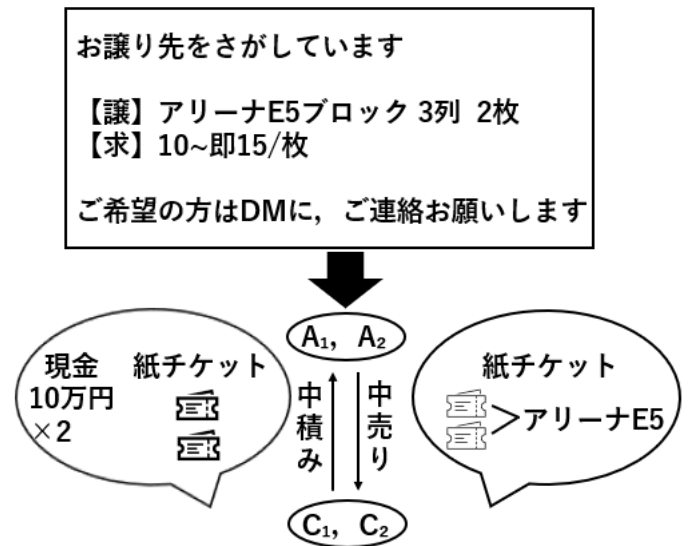 お譲り先をさがしています
【譲】アリーナE5ブロック 3列 2枚
【求】10~即15/枚
ご希望の方はDMに，ご連絡お願いします
現金
10万円
×2
紙チケット
A₁，A₂
中積み
中売り
C₁，C₂
紙チケット
アリーナE5